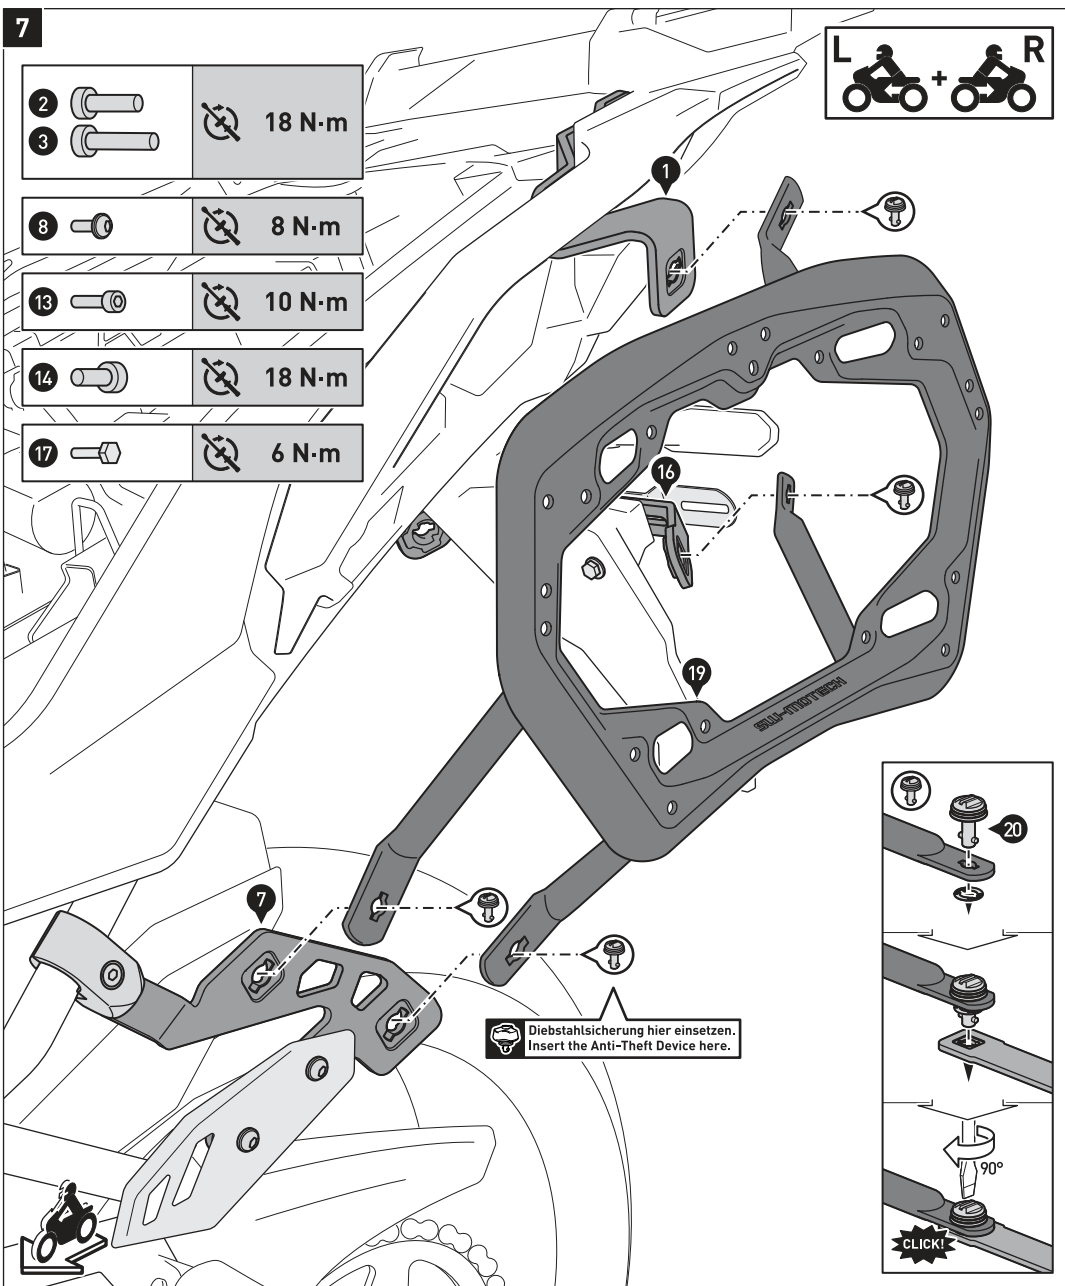 7
L + R
2
3
18 N·m
8
8 N·m
13
10 N·m
14
18 N·m
17
6 N·m
1
16
19
SW-MOTECH
7
20
Diebstahlsicherung hier einsetzen.
Insert the Anti-Theft Device here.
90°
CLICK!